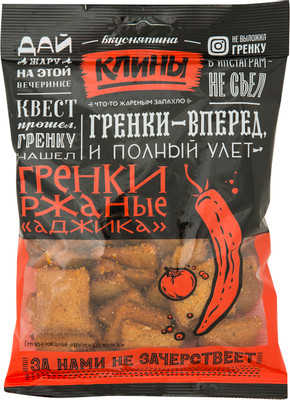 ДАЙ
ЖАРУ
НА ЭТОЙ
ВЕЧЕРИНКЕ
вкуснятина
КЛИНЫ
ЧТО-ТО ЖАРЕНЫМ ЗАПАХЛО
НЕ ВЫЛОЖИЛ
ГРЕНКУ
В ИНСТАГРАМ-
НЕ СЪЕЛ
КВЕСТ
прошел,
ГРЕНКУ
НАШЕЛ
ГРЕНКИ-ВПЕРЕД,
И ПОЛНЫЙ УЛЕТ-
ГРЕНКИ
РЖАНЫЕ
«АДЖИКА»
ЗА НАМИ НЕ ЗАЧЕРСТВЕЕТ